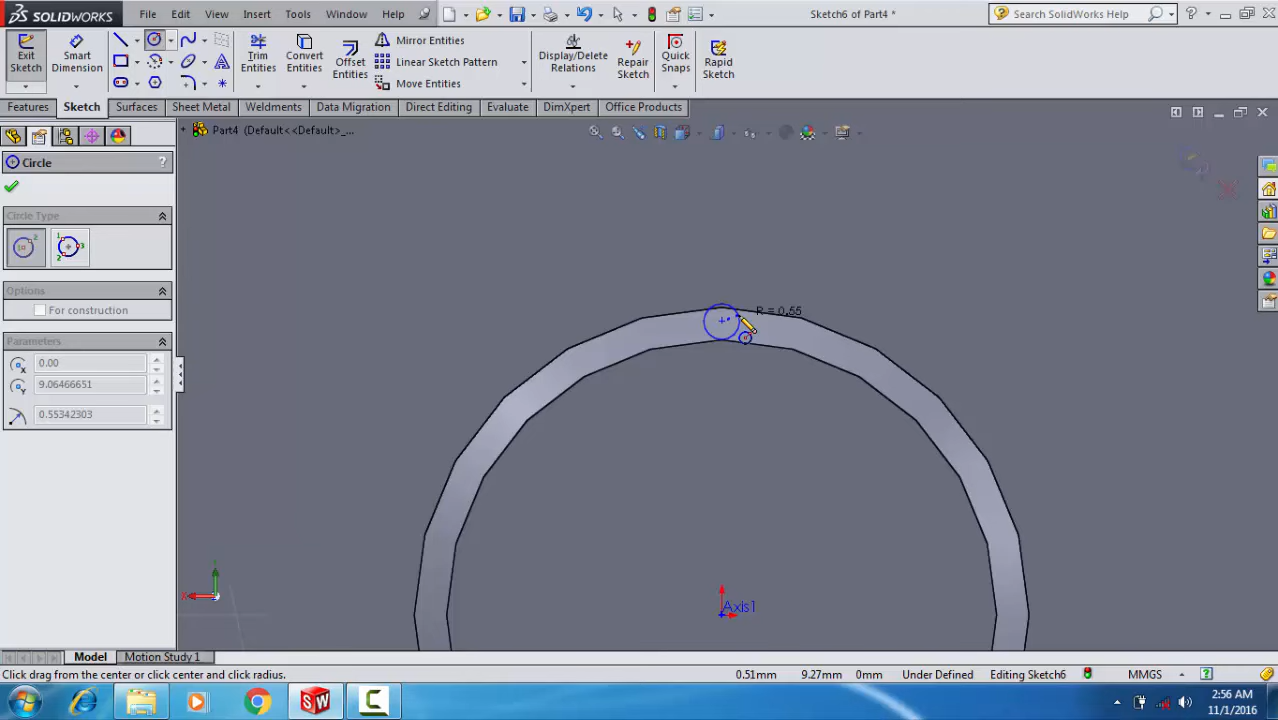 SOLIDWORKS File Edit View Insert Tools Window Help Sketch6 of Part4 * Search SolidWorks Help
Exit Sketch
Smart Dimension
Trim Entities
Convert Entities
Offset Entities
Mirror Entities
Linear Sketch Pattern
Move Entities
Display/Delete Relations
Repair Sketch
Quick Snaps
Rapid Sketch
Features Sketch Surfaces Sheet Metal Weldments Data Migration Direct Editing Evaluate DimXpert Office Products
Part4 (Default<<Default>_...
Circle ?
Circle Type
Options
For construction
Parameters
0.00
9.06466651
0.55342303
R = 0.55
Axis1
Model Motion Study 1
Click drag from the center or click center and click radius. 0.51mm 9.27mm 0mm Under Defined Editing Sketch6 MMGS
2:56 AM
11/1/2016